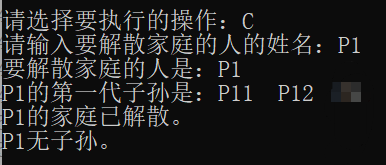 请选择要执行的操作：C
请输入要解散家庭的人的姓名：P1
要解散家庭的人是：P1
P1的第一代子孙是：P11  P12
P1的家庭已解散。
P1无子孙。